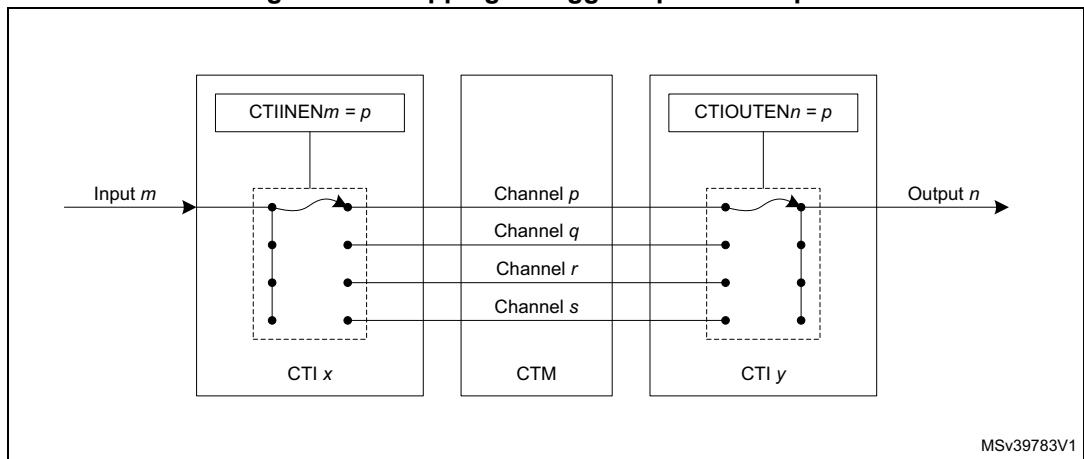 CTIINENm = p
CTIOUTENn = p
Input m
Channel p
Output n
Channel q
Channel r
Channel s
CTI x
CTM
CTI y
MSv39783V1